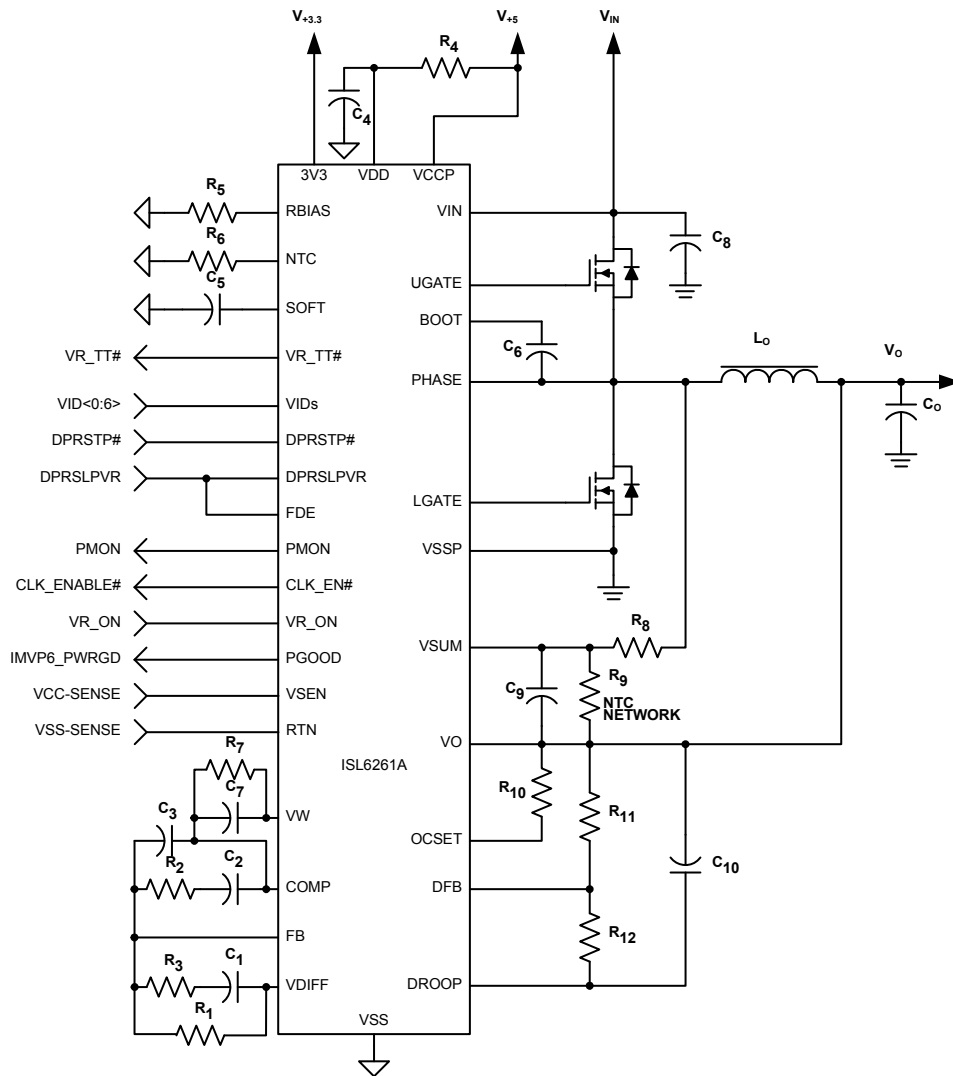 V+3.3
V+5
VIN
R4
C4
3V3
VDD
VCCP
R5
RBIAS
VIN
C8
R6
NTC
UGATE
C5
SOFT
BOOT
C6
LO
VO
VR_TT#
VR_TT#
PHASE
CO
VID<0:6>
VIDs
DPRSTP#
DPRSTP#
DPRSLPVR
DPRSLPVR
LGATE
FDE
PMON
PMON
VSSP
CLK_ENABLE#
CLK_EN#
VR_ON
VR_ON
R8
VSUM
IMVP6_PWRGD
PGOOD
R9
NTC
NETWORK
C9
VCC-SENSE
VSEN
VSS-SENSE
RTN
VO
R7
ISL6261A
C7
R10
R11
C3
VW
OCSET
C10
R2
C2
COMP
DFB
R12
FB
R3
C1
VDIFF
DROOP
R1
VSS